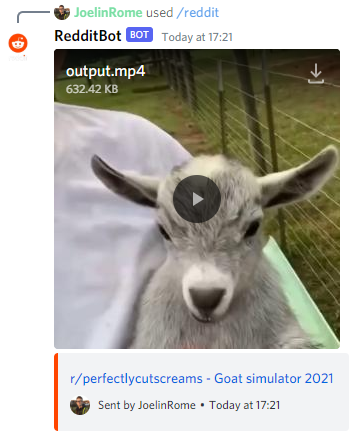 JoelinRome used /reddit
RedditBot BOT Today at 17:21
output.mp4
632.42 KB
r/perfectlycutscreams - Goat simulator 2021
Sent by JoelinRome • Today at 17:21